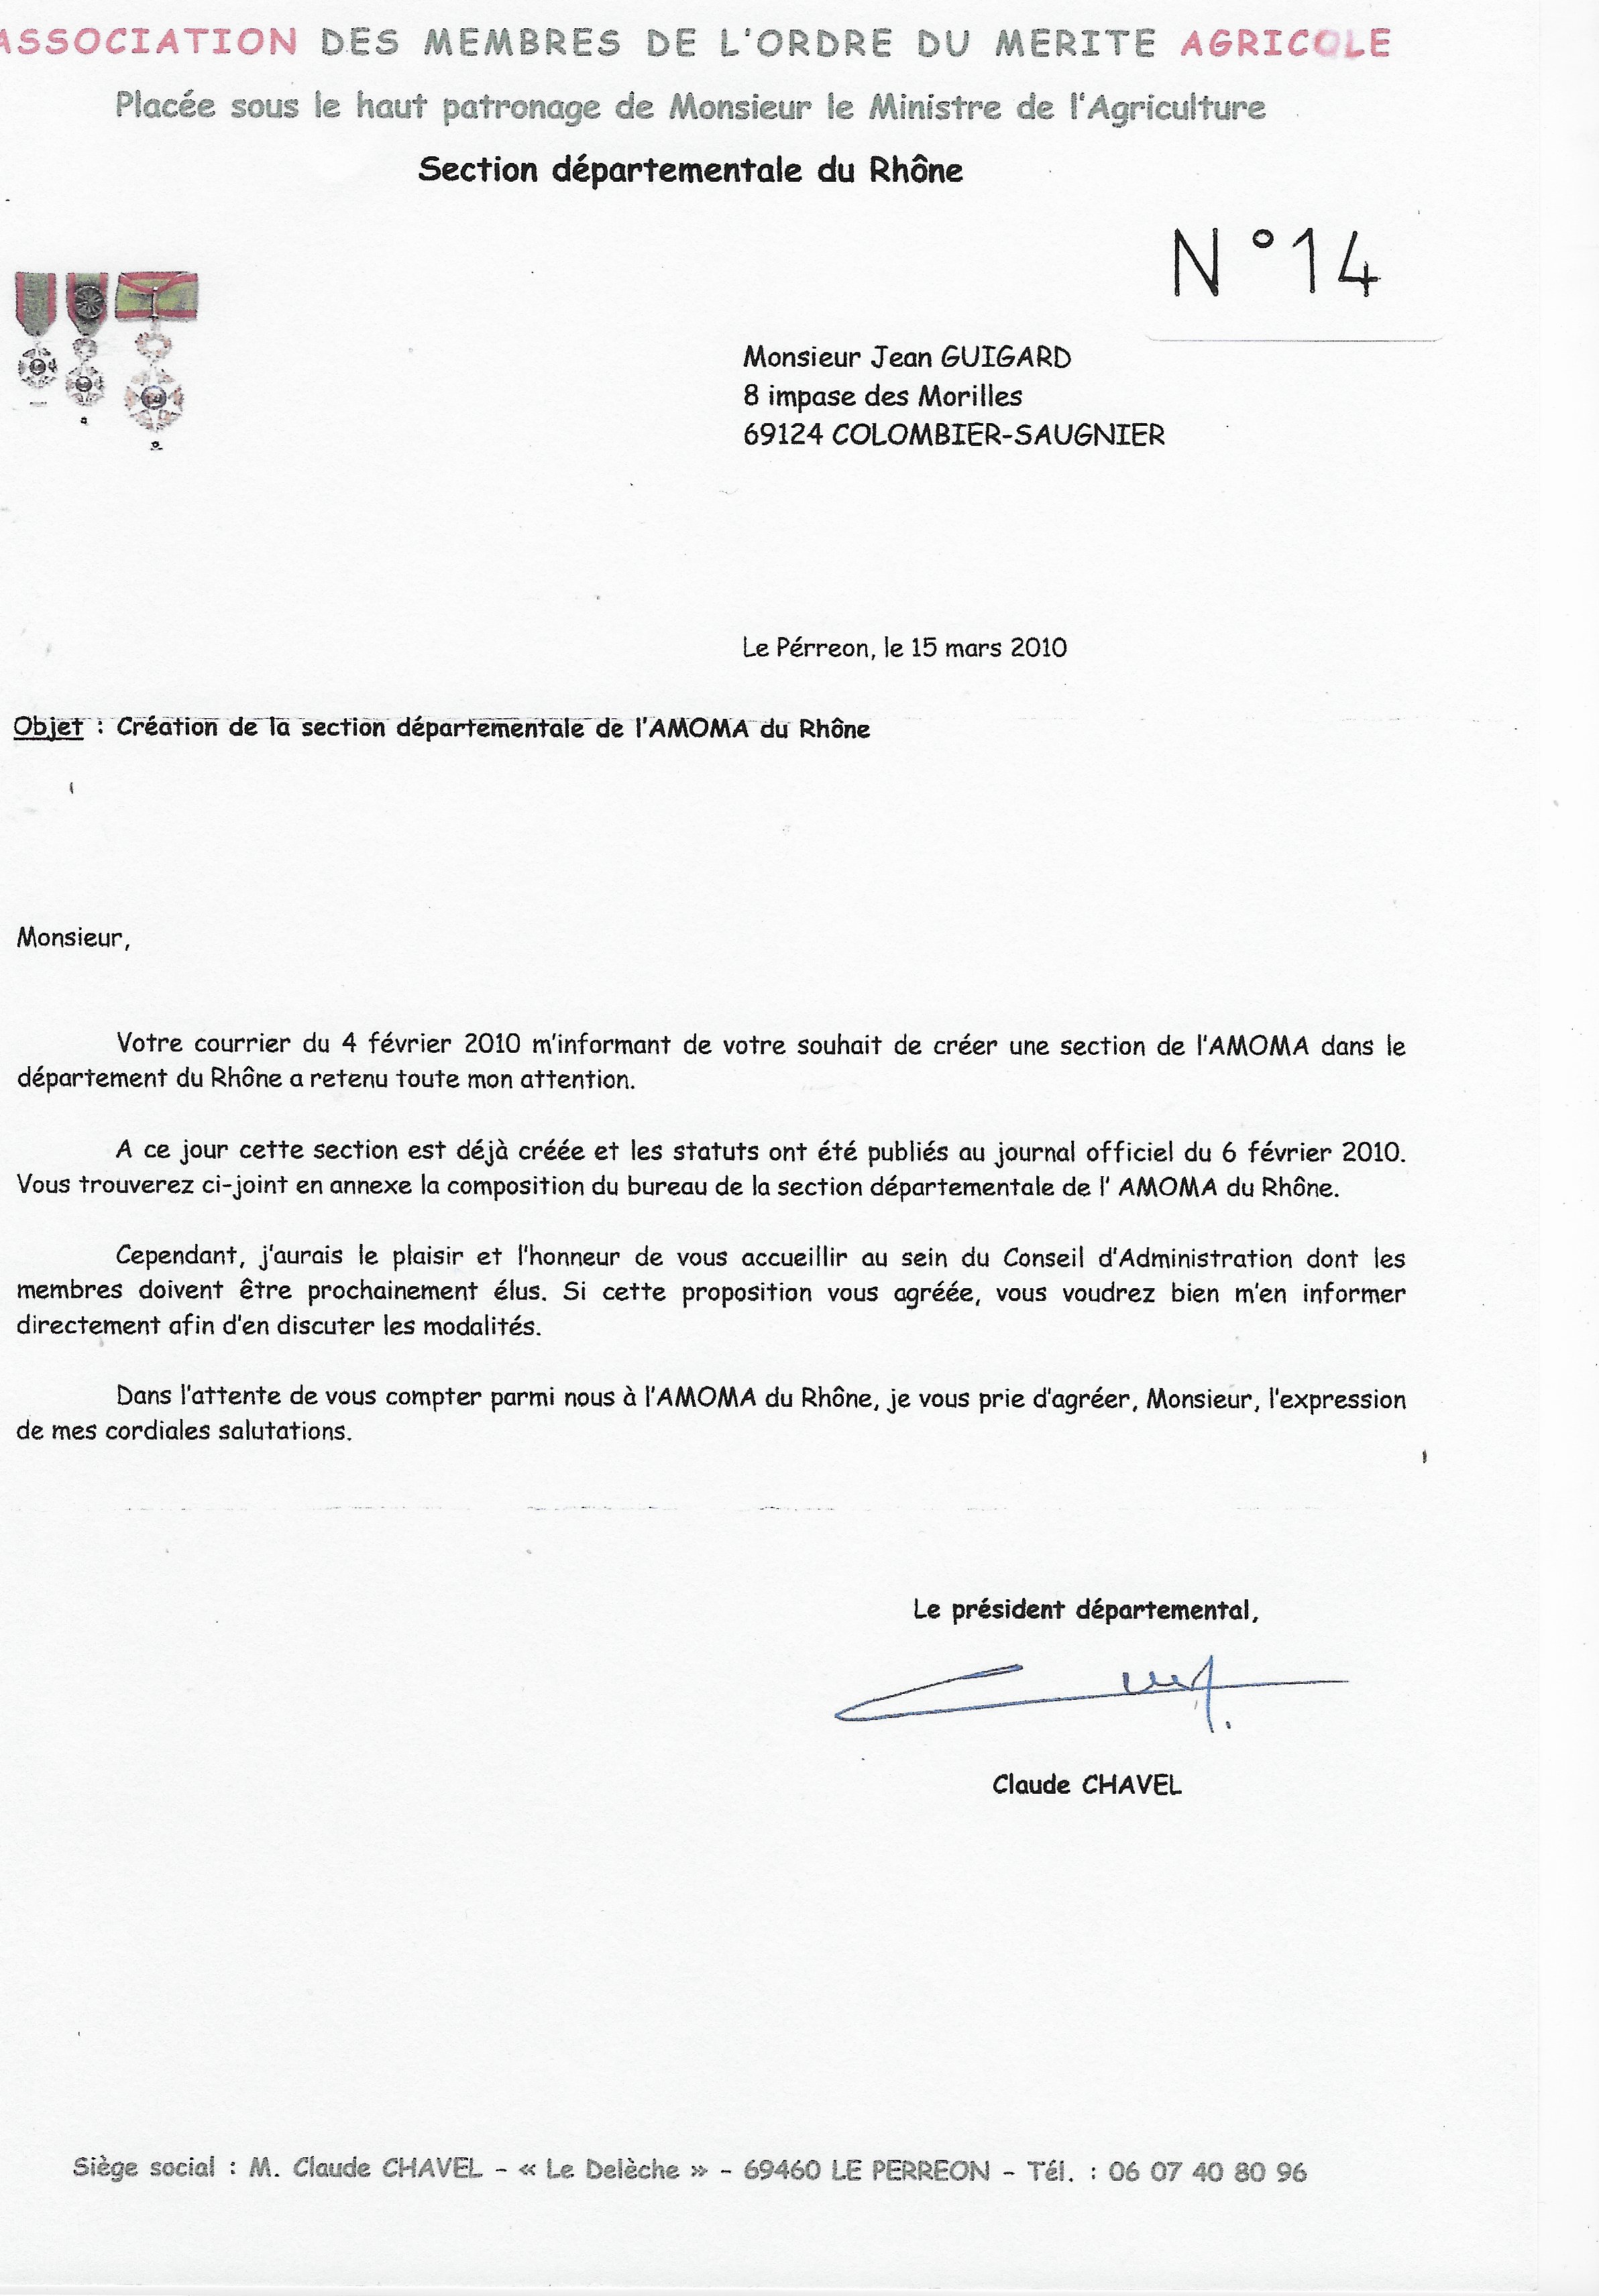 ASSOCIATION DES MEMBRES DE L'ORDRE DU MERITE AGRICOLE
Placée sous le haut patronage de Monsieur le Ministre de l'Agriculture
Section départementale du Rhône
N°14
Monsieur Jean GUIGARD
8 impase des Morilles
69124 COLOMBIER-SAUGNIER
Le Pérreon, le 15 mars 2010
Objet : Création de la section départementale de l'AMOMA du Rhône
Monsieur,
Votre courrier du 4 février 2010 m'informant de votre souhait de créer une section de l'AMOMA dans le
département du Rhône a retenu toute mon attention.
A ce jour cette section est déjà créée et les statuts ont été publiés au journal officiel du 6 février 2010.
Vous trouverez ci-joint en annexe la composition du bureau de la section départementale de l' AMOMA du Rhône.
Cependant, j'aurais le plaisir et l'honneur de vous accueillir au sein du Conseil d'Administration dont les
membres doivent être prochainement élus. Si cette proposition vous agréée, vous voudrez bien m'en informer
directement afin d'en discuter les modalités.
Dans l'attente de vous compter parmi nous à l'AMOMA du Rhône, je vous prie d'agréer, Monsieur, l'expression
de mes cordiales salutations.
Le président départemental,
Claude CHAVEL
Siège social : M. Claude CHAVEL - « Le Delèche » - 69460 LE PERREON - Tél. : 06 07 40 80 96